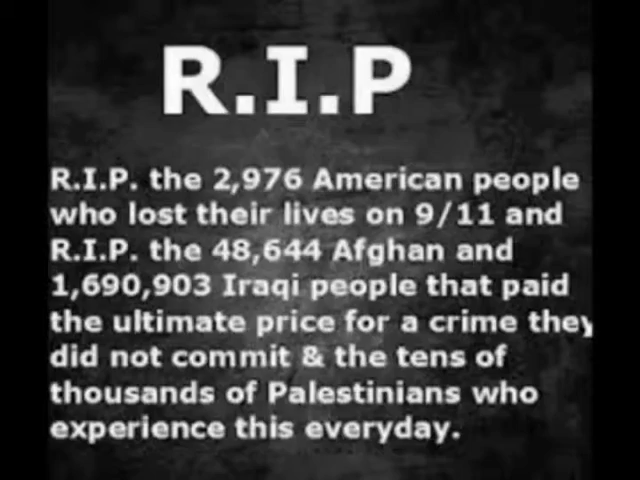 R.I.P
R.I.P. the 2,976 American people
who lost their lives on 9/11 and
R.I.P. the 48,644 Afghan and
1,690,903 Iraqi people that paid
the ultimate price for a crime they
did not commit & the tens of
thousands of Palestinians who
experience this everyday.